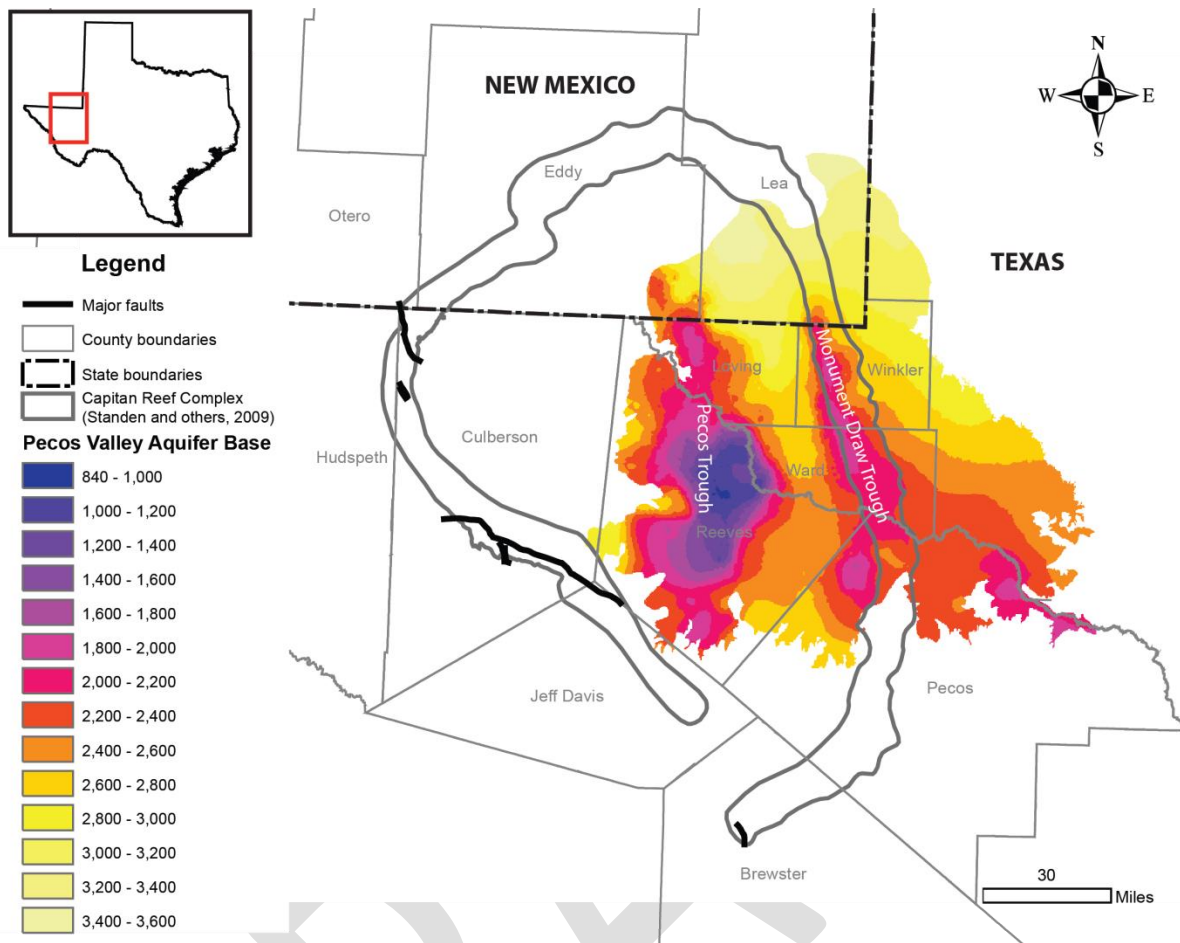 NEW MEXICO
N
W
E
S
Eddy
Lea
Otero
TEXAS
Legend
Major faults
County boundaries
State boundaries
Capitan Reef Complex
(Standen and others, 2009)
Pecos Valley Aquifer Base
840 - 1,000
1,000 - 1,200
1,200 - 1,400
1,400 - 1,600
1,600 - 1,800
1,800 - 2,000
2,000 - 2,200
2,200 - 2,400
2,400 - 2,600
2,600 - 2,800
2,800 - 3,000
3,000 - 3,200
3,200 - 3,400
3,400 - 3,600
Loving
Winkler
Monument Draw Trough
Pecos Trough
Culberson
Hudspeth
Ward
Reeves
Jeff Davis
Pecos
Brewster
30
Miles